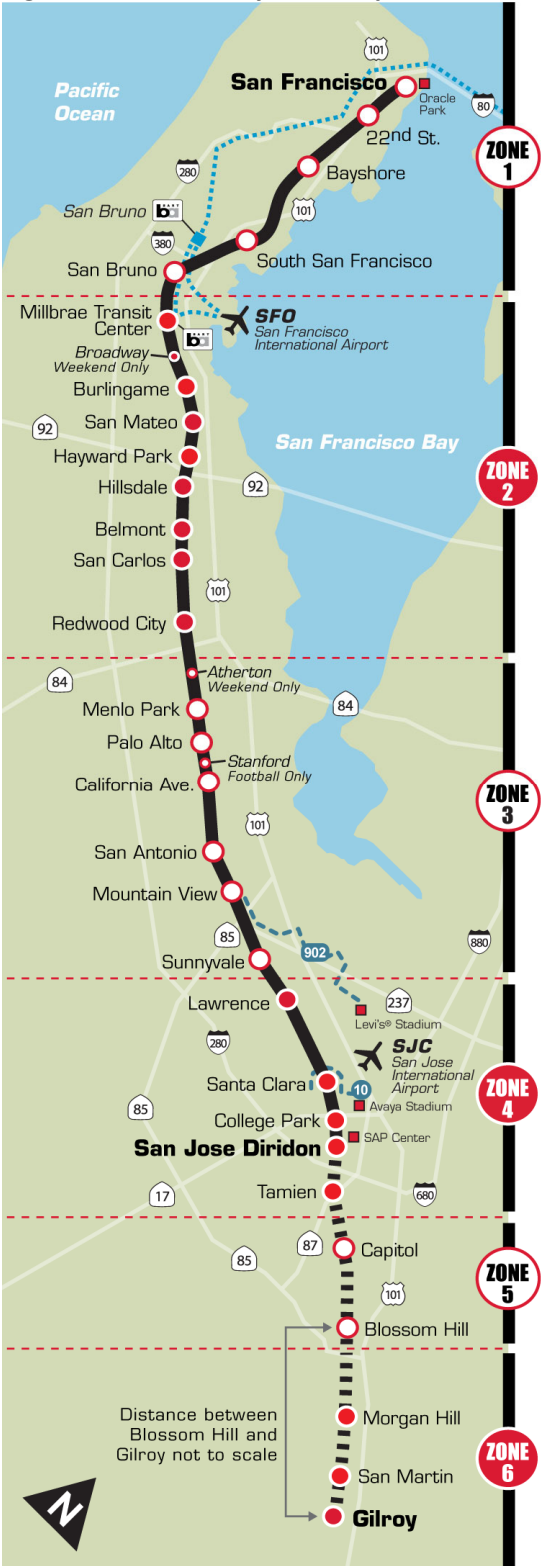 101
Pacific
Ocean
San Francisco
Oracle
Park
80
22nd St.
ZONE
1
Bayshore
280
101
San Bruno
BART
ba
380
South San Francisco
San Bruno
Millbrae Transit
Center
BART
ba
SFO
San Francisco
International Airport
Broadway
Weekend Only
Burlingame
San Mateo
92
San Francisco Bay
Hayward Park
ZONE
2
Hillsdale
92
Belmont
San Carlos
101
Redwood City
Atherton
Weekend Only
84
Menlo Park
84
Palo Alto
Stanford
Football Only
California Ave.
ZONE
3
101
San Antonio
Mountain View
85
880
902
Sunnyvale
Lawrence
237
Levi's® Stadium
280
SJC
San Jose
International
Airport
Santa Clara
10
ZONE
4
Avaya Stadium
85
College Park
SAP Center
San Jose Diridon
Tamien
17
680
87
Capitol
85
ZONE
5
101
Blossom Hill
Distance between
Blossom Hill and
Gilroy not to scale
Morgan Hill
ZONE
6
San Martin
N
Gilroy